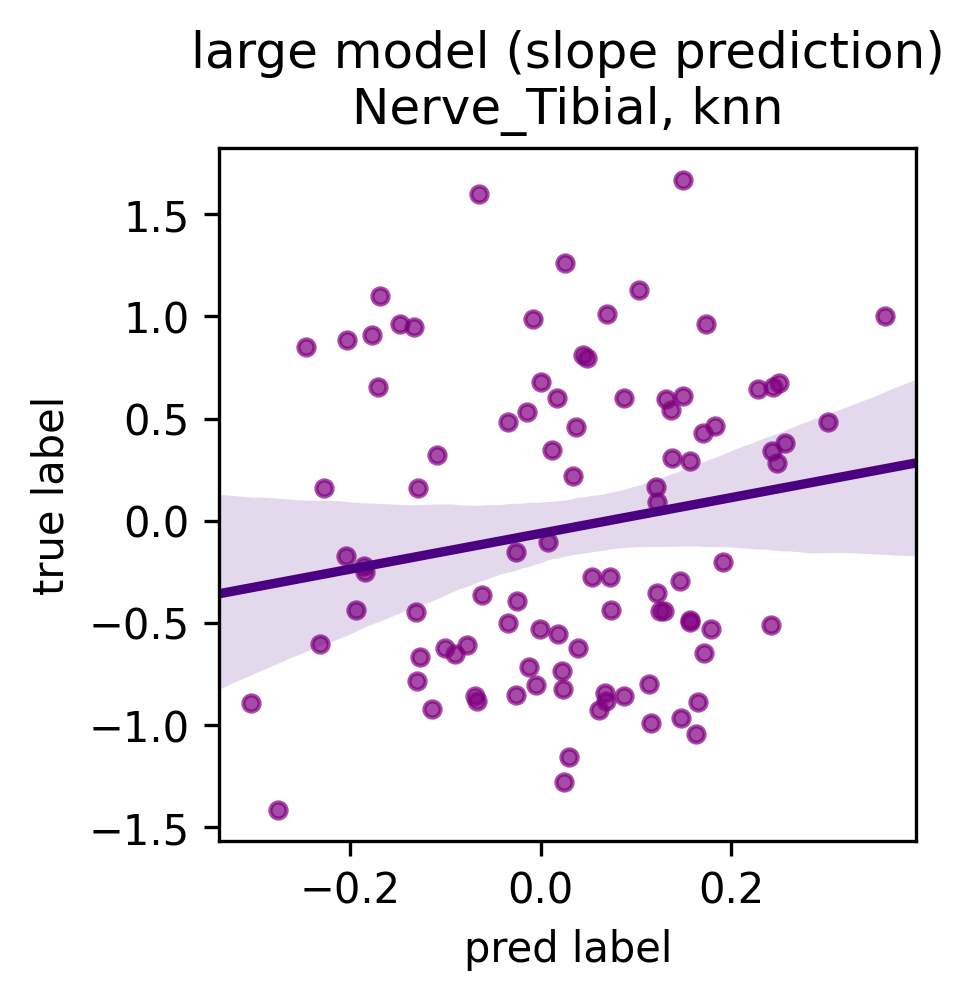 large model (slope prediction)
Nerve_Tibial, knn
1.5
1.0
0.5
0.0
−0.5
−1.0
−1.5
true label
−0.2
0.0
0.2
pred label